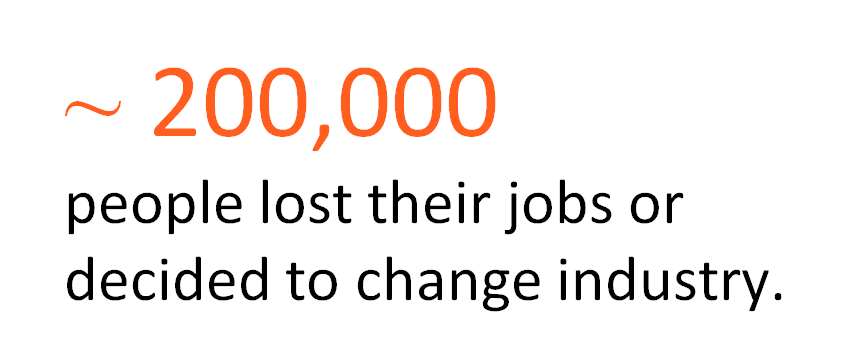 ~ 200,000
people lost their jobs or
decided to change industry.